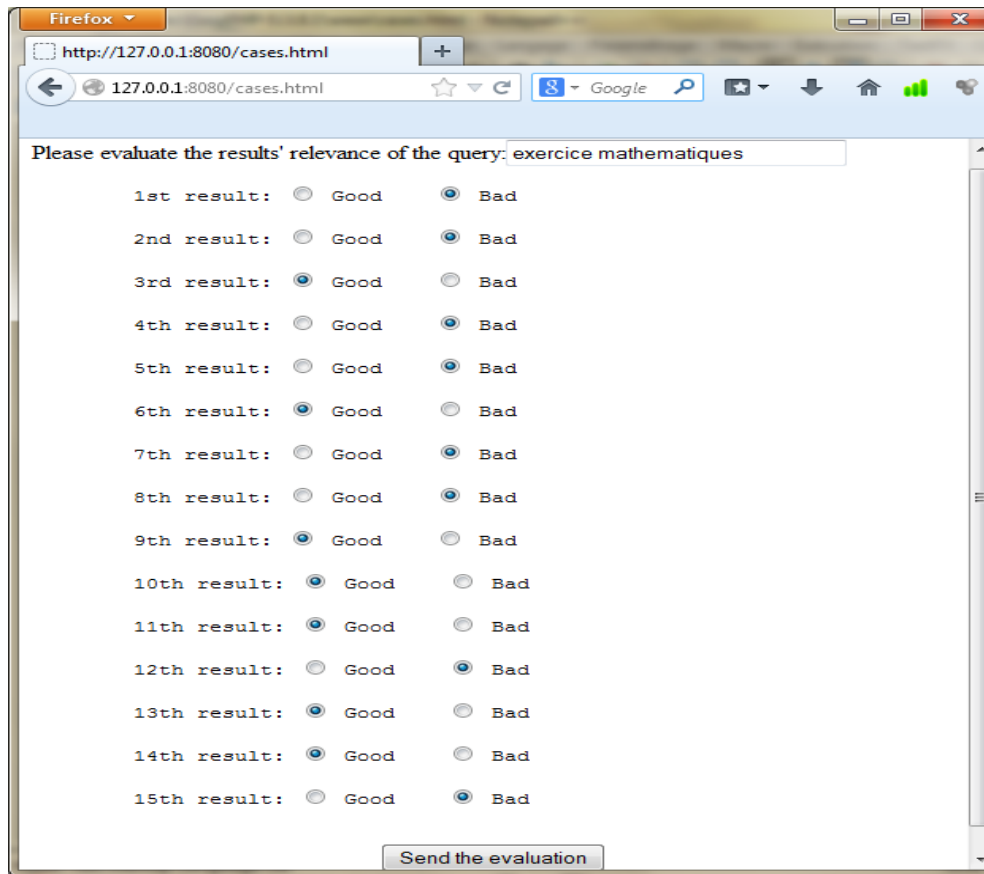 Firefox
http://127.0.0.1:8080/cases.html
+
127.0.0.1:8080/cases.html
8 Google
Please evaluate the results' relevance of the query: exercice mathematiques
1st result: Good Bad
2nd result: Good Bad
3rd result: Good Bad
4th result: Good Bad
5th result: Good Bad
6th result: Good Bad
7th result: Good Bad
8th result: Good Bad
9th result: Good Bad
10th result: Good Bad
11th result: Good Bad
12th result: Good Bad
13th result: Good Bad
14th result: Good Bad
15th result: Good Bad
Send the evaluation